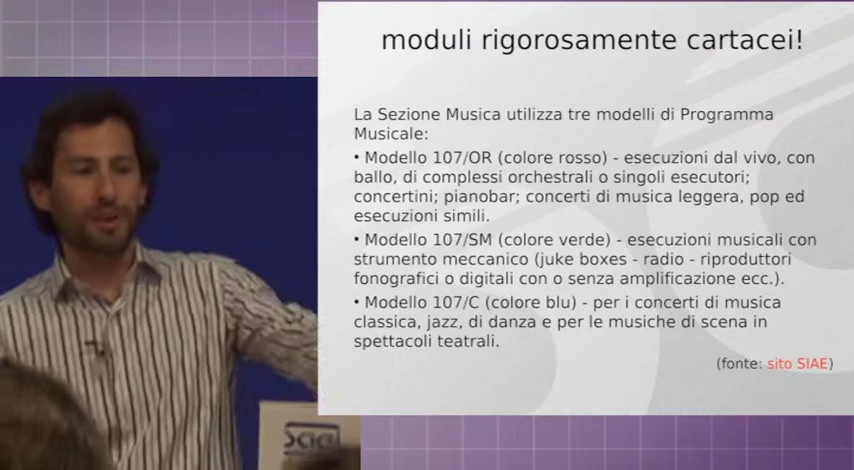 moduli rigorosamente cartacei!
La Sezione Musica utilizza tre modelli di Programma
Musicale:
• Modello 107/OR (colore rosso) - esecuzioni dal vivo, con
ballo, di complessi orchestrali o singoli esecutori;
concertini; pianobar; concerti di musica leggera, pop ed
esecuzioni simili.
• Modello 107/SM (colore verde) - esecuzioni musicali con
strumento meccanico (juke boxes - radio - riproduttori
fonografici o digitali con o senza amplificazione ecc.).
• Modello 107/C (colore blu) - per i concerti di musica
classica, jazz, di danza e per le musiche di scena in
spettacoli teatrali.
(fonte: sito SIAE)